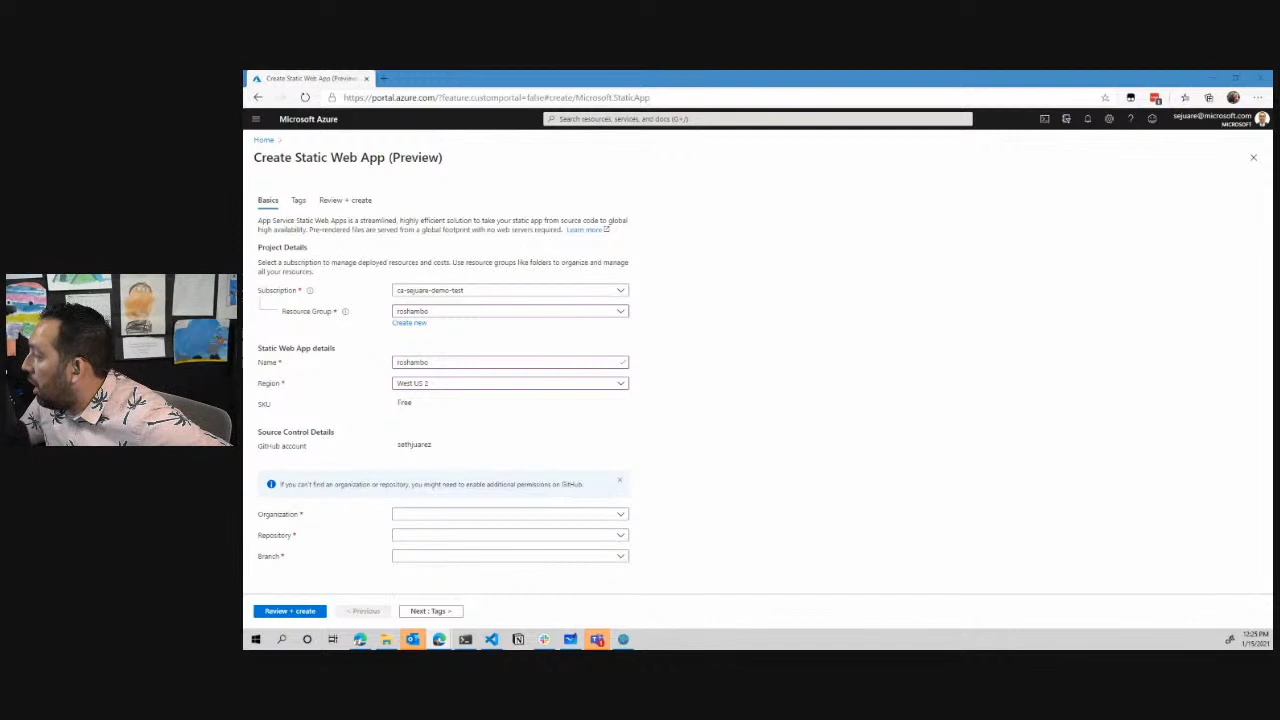 Create Static Web App (Preview)
https://portal.azure.com/?feature.customportal=false#create/Microsoft.StaticApp
Microsoft Azure
Search resources, services, and docs (G+/)
sejuare@microsoft.com
MICROSOFT
Home >
Create Static Web App (Preview)
Basics Tags Review + create
App Service Static Web Apps is a streamlined, highly efficient solution to take your static app from source code to global
high availability. Pre-rendered files are served from a global footprint with no web servers required. Learn more
Project Details
Select a subscription to manage deployed resources and costs. Use resource groups like folders to organize and manage
all your resources.
Subscription * ca-sejuare-demo-test
Resource Group * roshambo
Create new
Static Web App details
Name * roshambo
Region * West US 2
SKU Free
Source Control Details
GitHub account sethjuarez
If you can't find an organization or repository, you might need to enable additional permissions on GitHub.
Organization *
Repository *
Branch *
Review + create < Previous Next : Tags >
12:25 PM
1/15/2021